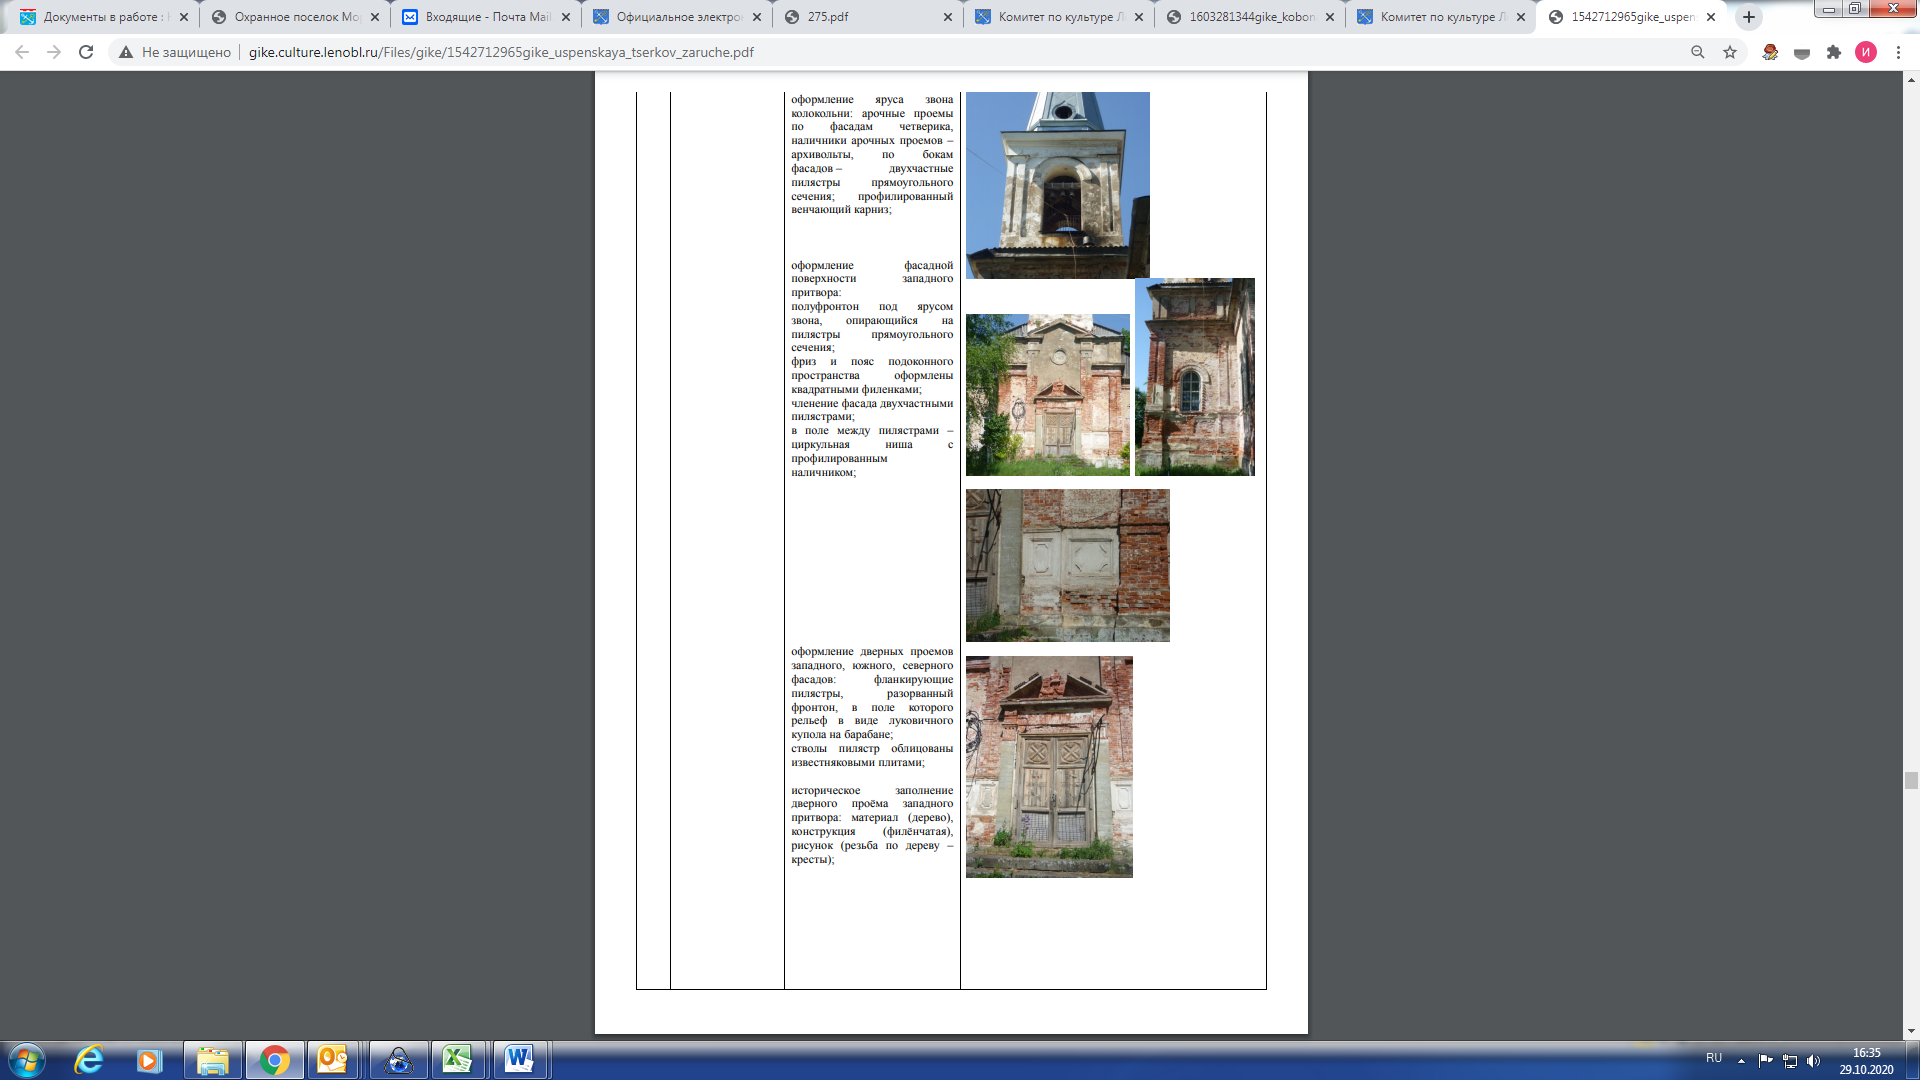 Документы в работе :
Охранное поселок Мо
Входящие - Почта Mail
Официальное электро
275.pdf
Комитет по культуре Л
1603281344gike_kobon
Комитет по культуре Л
1542712965gike_uspen
Не защищено
gike.culture.lenobl.ru/Files/gike/1542712965gike_uspenskaya_tserkov_zaruche.pdf
И
оформление яруса звона
колокольни: арочные проемы
по фасадам четверика,
наличники арочных проемов –
архивольты, по бокам
фасадов – двухчастные
пилястры прямоугольного
сечения; профилированный
венчающий карниз;
оформление фасадной
поверхности западного
притвора:
полуфронтон под ярусом
звона, опирающийся на
пилястры прямоугольного
сечения;
фриз и пояс подоконного
пространства оформлены
квадратными филенками;
членение фасада двухчастными
пилястрами;
в поле между пилястрами –
циркульная ниша с
профилированным
наличником;
оформление дверных проемов
западного, южного, северного
фасадов: фланкирующие
пилястры, разорванный
фронтон, в поле которого
рельеф в виде луковичного
купола на барабане;
стволы пилястр облицованы
известняковыми плитами;
историческое заполнение
дверного проёма западного
притвора: материал (дерево),
конструкция (филёнчатая),
рисунок (резьба по дереву –
кресты);
RU
16:35
29.10.2020